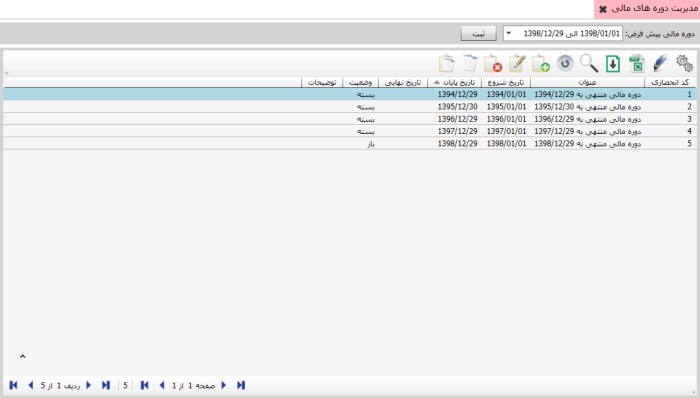 مدیریت دوره های مالی
دوره مالی پیش فرض: 1398/01/01 الی 1398/12/29 ثبت
کد انحصاری عنوان تاریخ شروع تاریخ پایان تاریخ نهایی وضعیت توضیحات
1 دوره مالی منتهی به 1394/12/29 1394/01/01 1394/12/29 بسته
2 دوره مالی منتهی به 1395/12/30 1395/01/01 1395/12/30 بسته
3 دوره مالی منتهی به 1396/12/29 1396/01/01 1396/12/29 بسته
4 دوره مالی منتهی به 1397/12/29 1397/01/01 1397/12/29 بسته
5 دوره مالی منتهی به 1398/12/29 1398/01/01 1398/12/29 باز
صفحه 1 از 1 5 ردیف 1 از 5